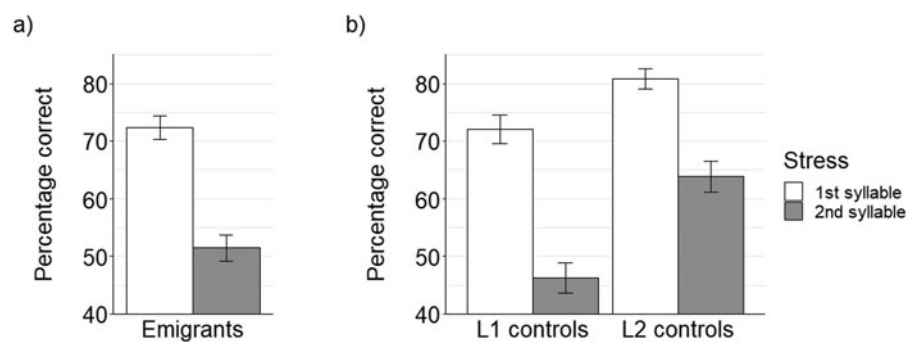 a)
Percentage correct
80
70
60
50
40
Emigrants
b)
Percentage correct
80
70
60
50
40
L1 controls
L2 controls
Stress
1st syllable
2nd syllable